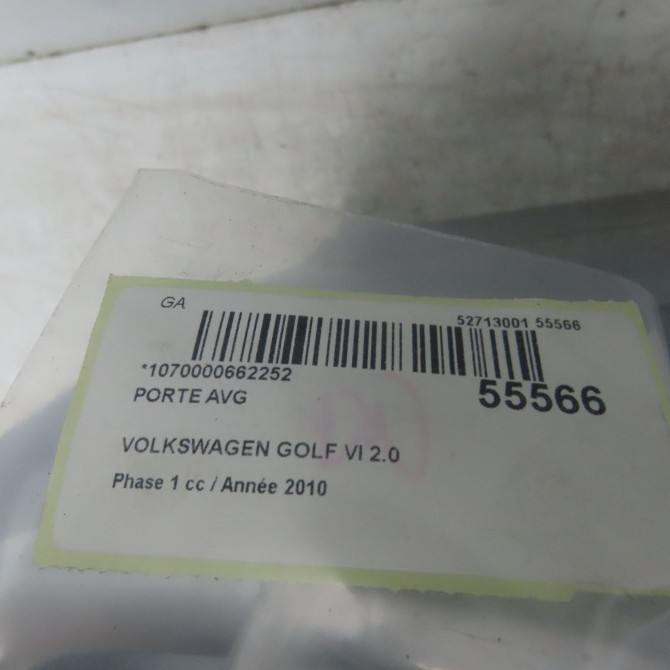 GA
52713001 55566
*1070000662252
55566
PORTE AVG
VOLKSWAGEN GOLF VI 2.0
Phase 1 cc / Année 2010